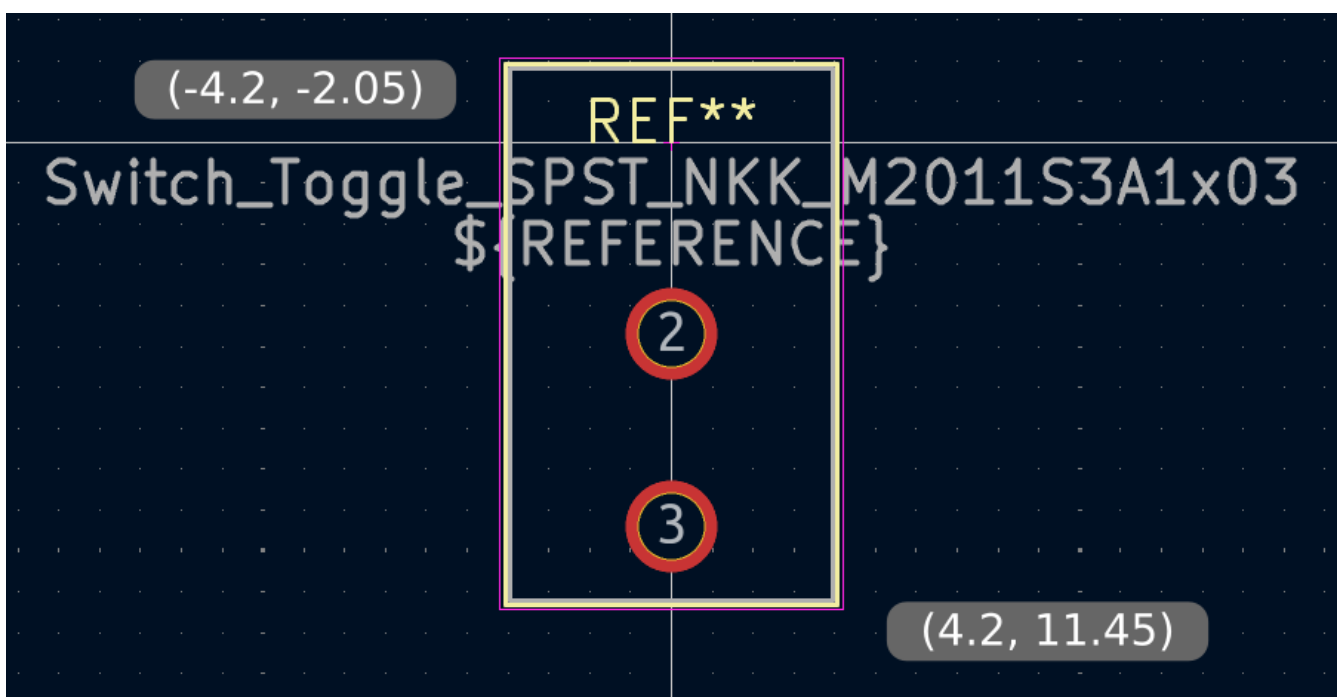 (-4.2, -2.05)
REF**
Switch_Toggle_SPST_NKK_M2011S3A1x03
${REFERENCE}
2
3
(4.2, 11.45)